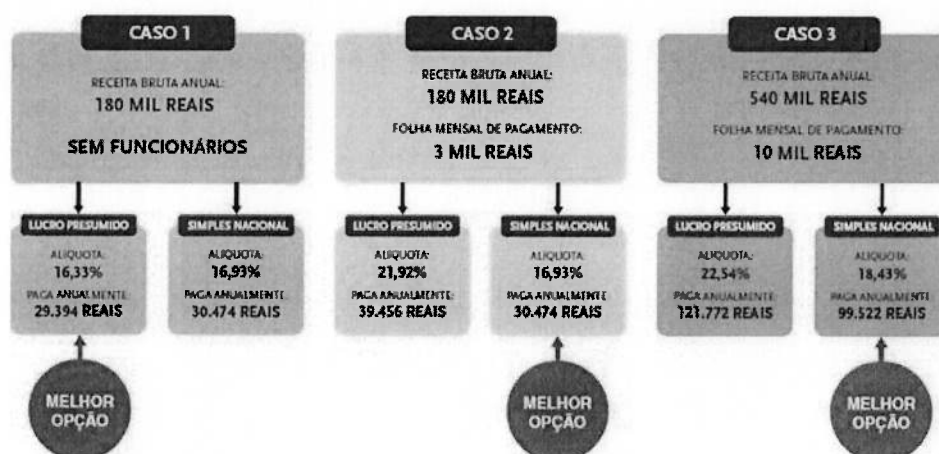 CASO 1
RECEITA BRUTA ANUAL:
180 MIL REAIS
SEM FUNCIONÁRIOS
LUCRO PRESUMIDO
ALIQUOTA:
16,33%
PAGA ANUALMENTE:
29.394 REAIS
MELHOR
OPÇÃO
SIMPLES NACIONAL
ALIQUOTA:
16,93%
PAGA ANUALMENTE:
30.474 REAIS
CASO 2
RECEITA BRUTA ANUAL:
180 MIL REAIS
FOLHA MENSAL DE PAGAMENTO:
3 MIL REAIS
LUCRO PRESUMIDO
ALIQUOTA:
21,92%
PAGA ANUALMENTE:
39.456 REAIS
SIMPLES NACIONAL
ALIQUOTA:
16,93%
PAGA ANUALMENTE:
30.474 REAIS
MELHOR
OPÇÃO
CASO 3
RECEITA BRUTA ANUAL:
540 MIL REAIS
FOLHA MENSAL DE PAGAMENTO:
10 MIL REAIS
LUCRO PRESUMIDO
ALIQUOTA:
22,54%
PAGA ANUALMENTE:
121.772 REAIS
SIMPLES NACIONAL
ALIQUOTA:
18,43%
PAGA ANUALMENTE:
99.522 REAIS
MELHOR
OPÇÃO